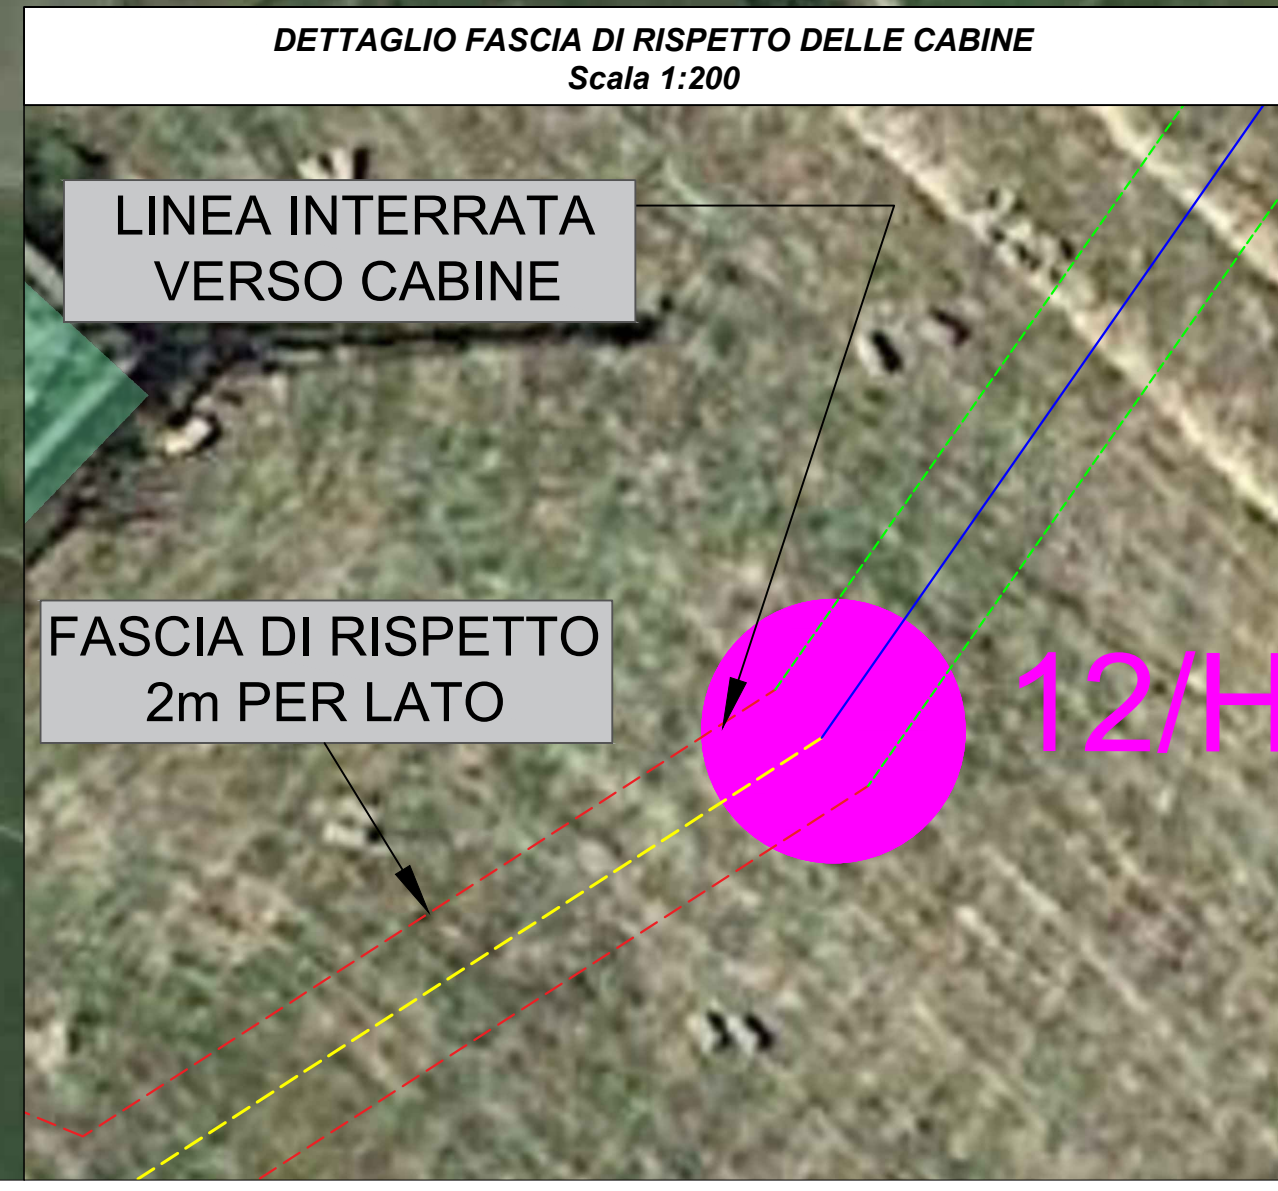 DETTAGLIO FASCIA DI RISPETTO DELLE CABINE
Scala 1:200
LINEA INTERRATA
VERSO CABINE
FASCIA DI RISPETTO
2m PER LATO
12/H